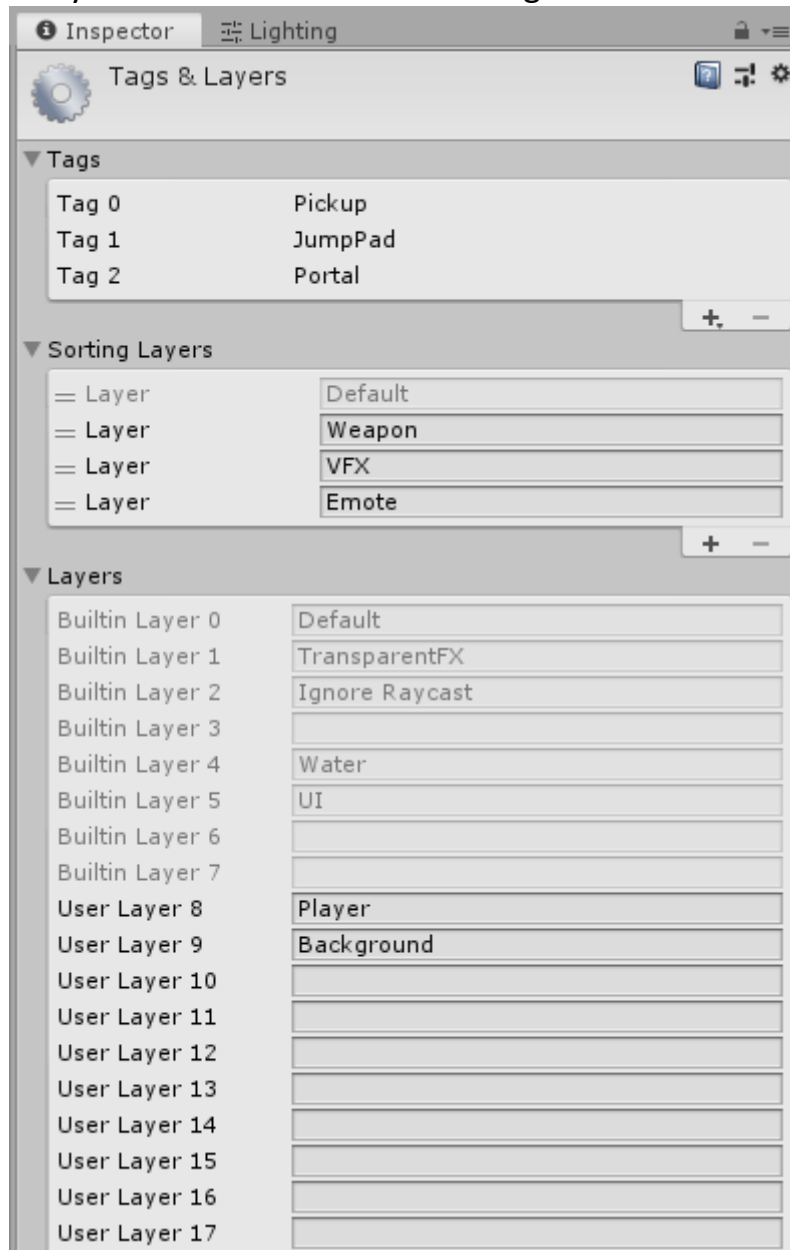 Inspector Lighting
Tags & Layers
Tags
Tag 0 Pickup
Tag 1 JumpPad
Tag 2 Portal
+ −
Sorting Layers
= Layer Default
= Layer Weapon
= Layer VFX
= Layer Emote
+ −
Layers
Builtin Layer 0 Default
Builtin Layer 1 TransparentFX
Builtin Layer 2 Ignore Raycast
Builtin Layer 3
Builtin Layer 4 Water
Builtin Layer 5 UI
Builtin Layer 6
Builtin Layer 7
User Layer 8 Player
User Layer 9 Background
User Layer 10
User Layer 11
User Layer 12
User Layer 13
User Layer 14
User Layer 15
User Layer 16
User Layer 17